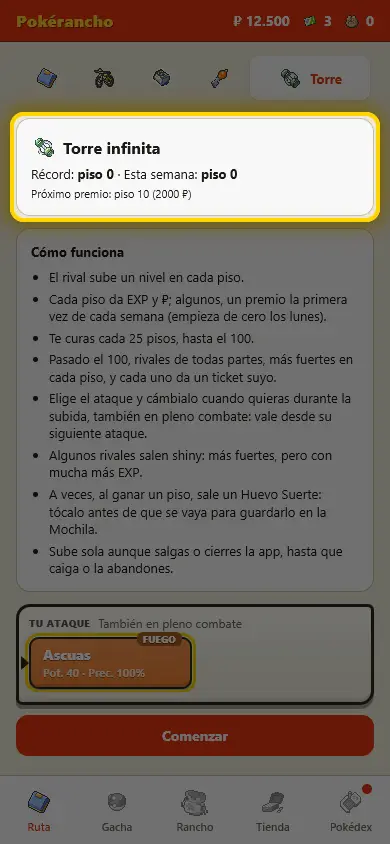 Pokérancho
₽ 12.500 3 0
Torre
Torre infinita
Récord: piso 0 · Esta semana: piso 0
Próximo premio: piso 10 (2000 ₽)
Cómo funciona
• El rival sube un nivel en cada piso.
• Cada piso da EXP y ₽; algunos, un premio la primera
vez de cada semana (empieza de cero los lunes).
• Te curas cada 25 pisos, hasta el 100.
• Pasado el 100, rivales de todas partes, más fuertes en
cada piso, y cada uno da un ticket suyo.
• Elige el ataque y cámbialo cuando quieras durante la
subida, también en pleno combate: vale desde su
siguiente ataque.
• Algunos rivales salen shiny: más fuertes, pero con
mucha más EXP.
• A veces, al ganar un piso, sale un Huevo Suerte:
tócalo antes de que se vaya para guardarlo en la
Mochila.
• Sube sola aunque salgas o cierres la app, hasta que
caiga o la abandones.
TU ATAQUE También en pleno combate
FUEGO
Ascuas
Pot. 40 · Prec. 100%
Comenzar
Ruta Gacha Rancho Tienda Pokédex